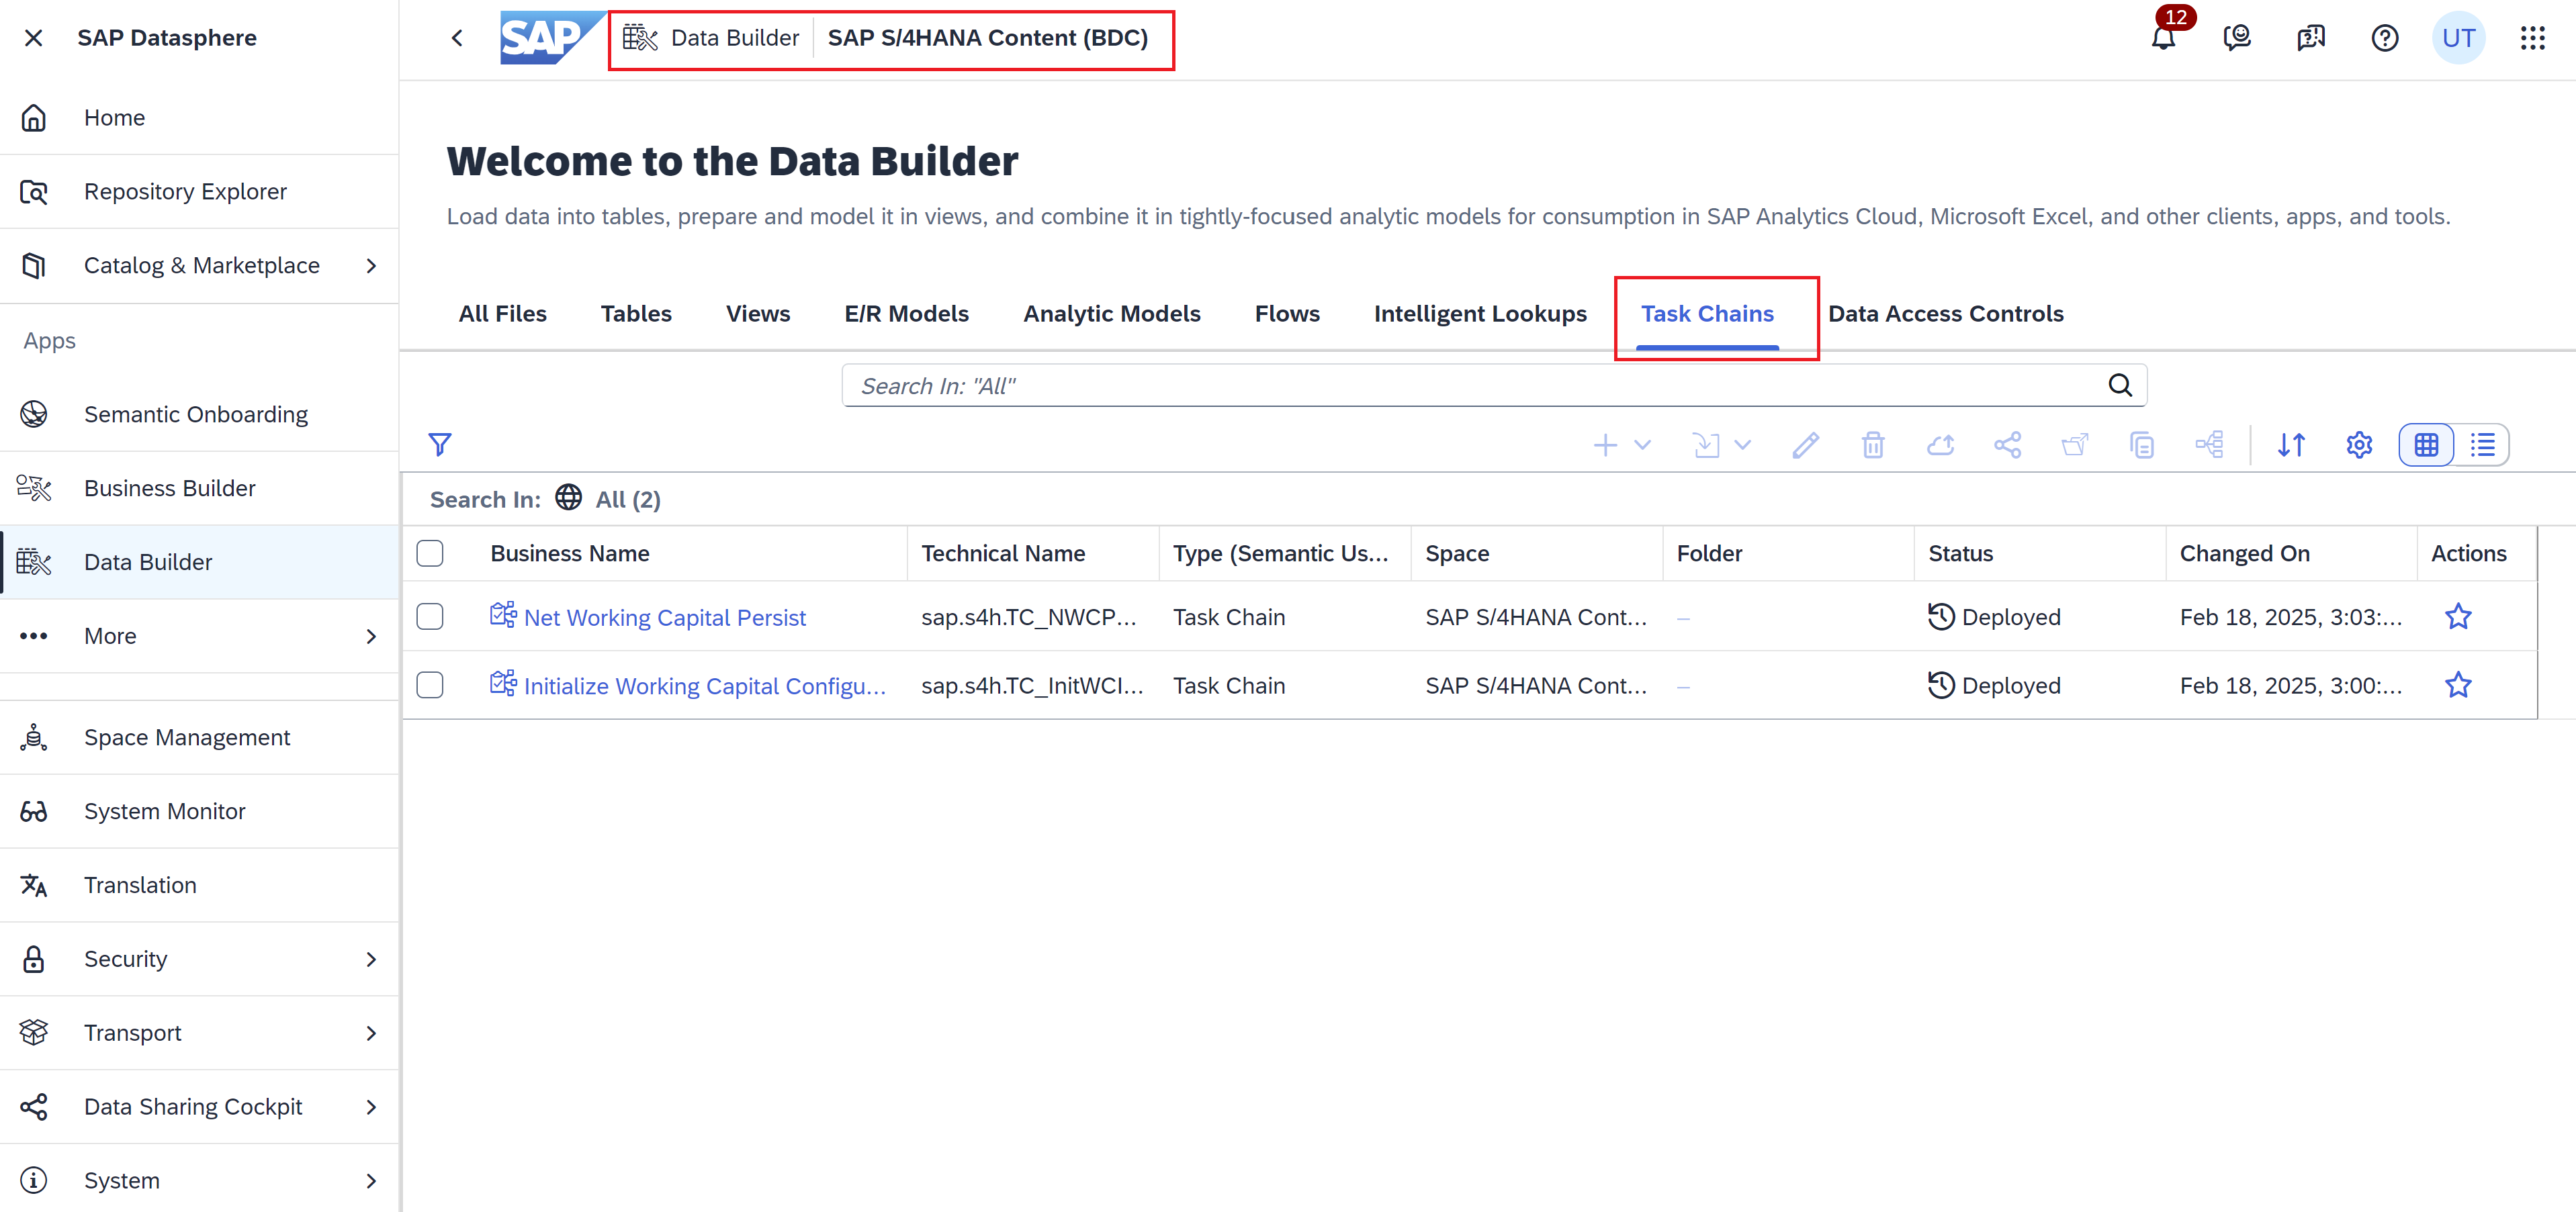 SAP Datasphere
Home
Repository Explorer
Catalog & Marketplace
Apps
Semantic Onboarding
Business Builder
Data Builder
More
Space Management
System Monitor
Translation
Security
Transport
Data Sharing Cockpit
System
SAP Data Builder SAP S/4HANA Content (BDC)
12
UT
Welcome to the Data Builder
Load data into tables, prepare and model it in views, and combine it in tightly-focused analytic models for consumption in SAP Analytics Cloud, Microsoft Excel, and other clients, apps, and tools.
All Files Tables Views E/R Models Analytic Models Flows Intelligent Lookups Task Chains Data Access Controls
Search In: "All"
Search In: All (2)
Business Name Technical Name Type (Semantic Us... Space Folder Status Changed On Actions
Net Working Capital Persist sap.s4h.TC_NWCP... Task Chain SAP S/4HANA Cont... – Deployed Feb 18, 2025, 3:03:...
Initialize Working Capital Configu... sap.s4h.TC_InitWCI... Task Chain SAP S/4HANA Cont... – Deployed Feb 18, 2025, 3:00:...